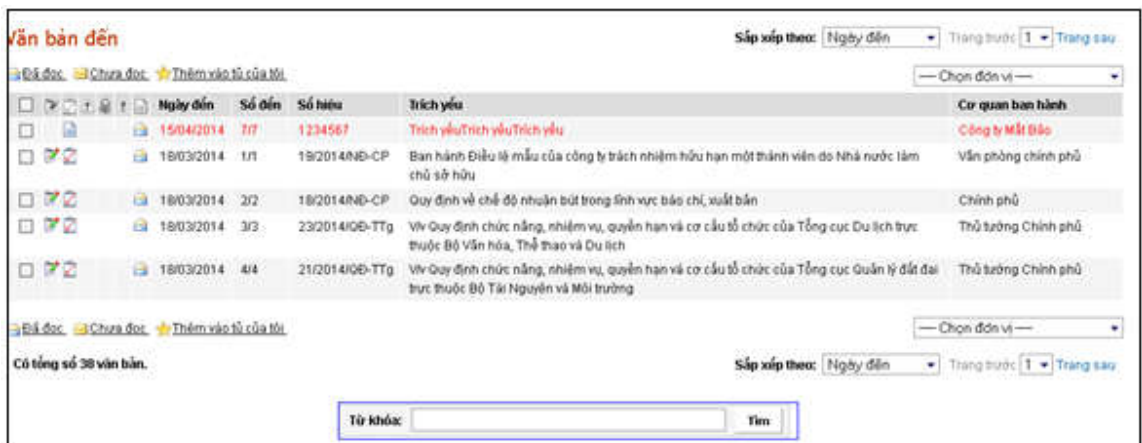 Văn bản đến Sắp xếp theo: Ngày đến Trang trước 1 Trang sau
Đã đọc Chưa đọc Thêm vào tủ của tôi --- Chọn đơn vị ---
Ngày đến Số đến Số hiệu Trích yếu Cơ quan ban hành
15/04/2014 7/7 1234567 Trích yếuTrích yếuTrích yếu Công ty Mắt Bão
18/03/2014 1/1 19/2014/NĐ-CP Ban hành Điều lệ mẫu của công ty trách nhiệm hữu hạn một thành viên do Nhà nước làm Văn phòng chính phủ
chủ sở hữu
18/03/2014 2/2 18/2014/NĐ-CP Quy định về chế độ nhuận bút trong lĩnh vực báo chí, xuất bản Chính phủ
18/03/2014 3/3 23/2014/QĐ-TTg V/v Quy định chức năng, nhiệm vụ, quyền hạn và cơ cấu tổ chức của Tổng cục Du lịch trực Thủ tướng Chính phủ
thuộc Bộ Văn hóa, Thể thao và Du lịch
18/03/2014 4/4 21/2014/QĐ-TTg V/v Quy định chức năng, nhiệm vụ, quyền hạn và cơ cấu tổ chức của Tổng cục Quản lý đất đai Thủ tướng Chính phủ
trực thuộc Bộ Tài Nguyên và Môi trường
Đã đọc Chưa đọc Thêm vào tủ của tôi --- Chọn đơn vị ---
Có tổng số 38 văn bản. Sắp xếp theo: Ngày đến Trang trước 1 Trang sau
Từ khóa: Tìm